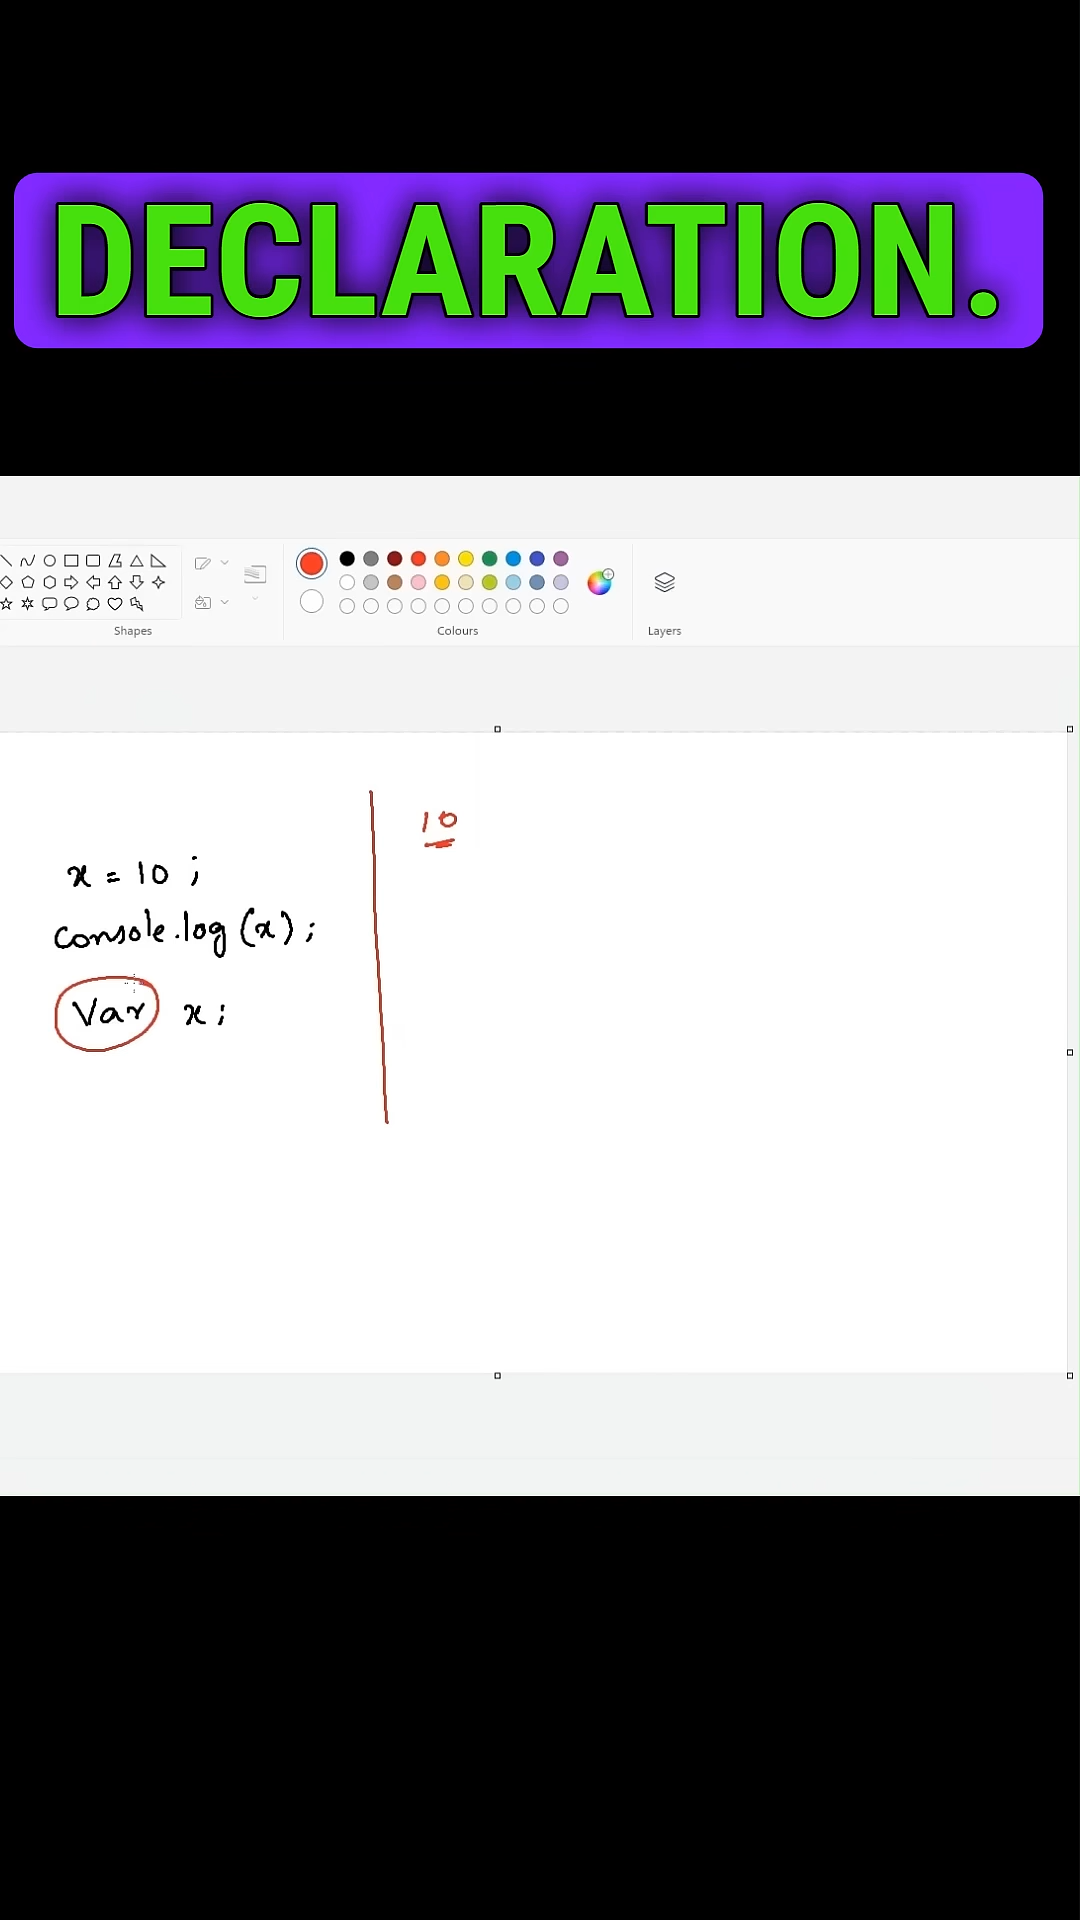 DECLARATION.
Shapes
Colours
Layers
10
x = 10 ;
console.log (x) ;
Var x ;